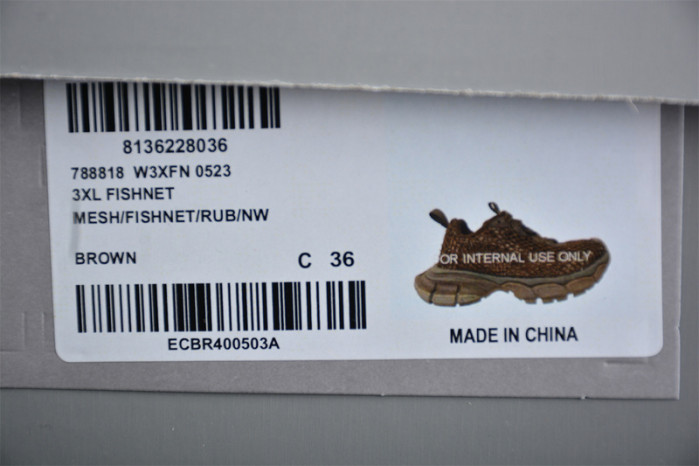 8136228036
788818 W3XFN 0523
3XL FISHNET
MESH/FISHNET/RUB/NW
BROWN C 36
ECBR400503A
OR INTERNAL USE ONLY
MADE IN CHINA